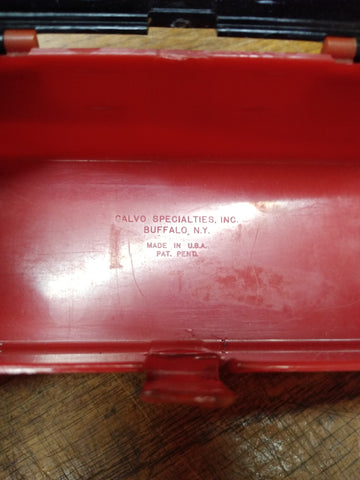 CALVO SPECIALTIES, INC.
BUFFALO, N.Y.
MADE IN U.S.A.
PAT. PEND.